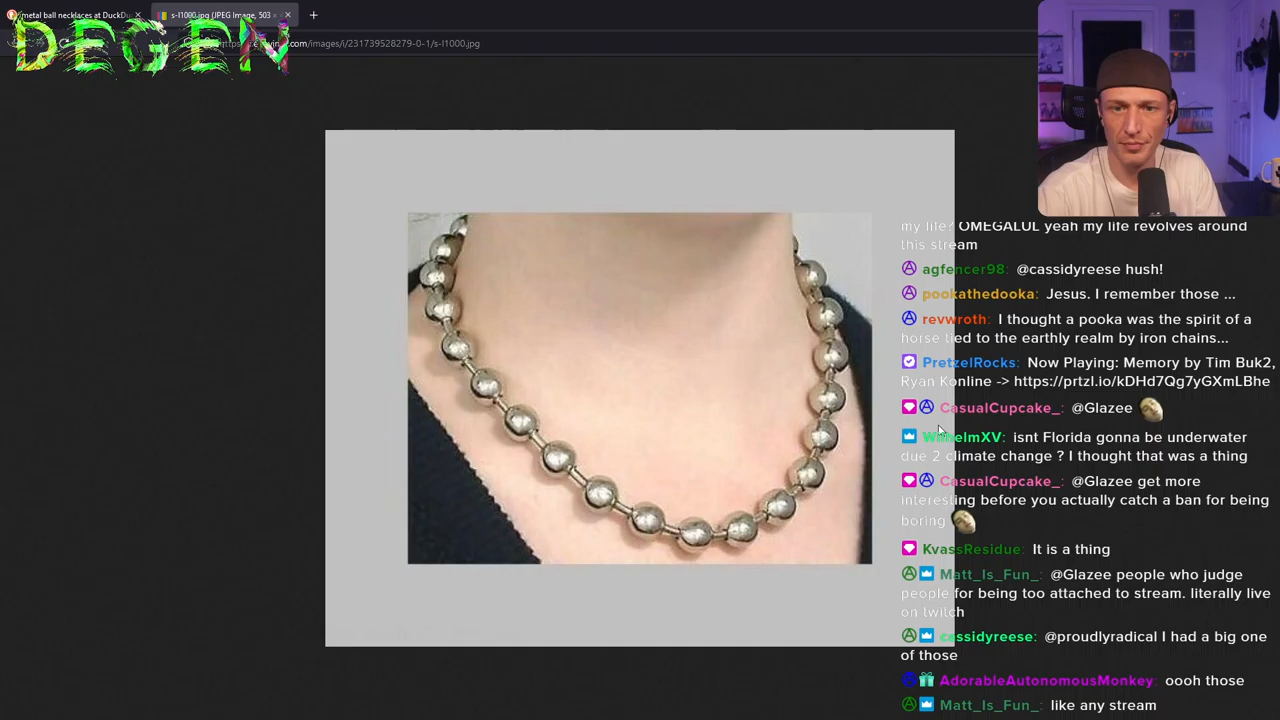 metal ball necklaces at DuckDu
s-l1000.jpg (JPEG Image, 503 ×
DEGEN
.com/images/i/231739528279-0-1/s-l1000.jpg
my life? OMEGALUL yeah my life revolves around
this stream
agfencer98: @cassidyreese hush!
pookathedooka: Jesus. I remember those ...
revwroth: I thought a pooka was the spirit of a
horse tied to the earthly realm by iron chains...
PretzelRocks: Now Playing: Memory by Tim Buk2,
Ryan Konline -> https://prtzl.io/kDHd7Qg7yGXmLBhe
CasualCupcake_: @Glazee
WilhelmXV: isnt Florida gonna be underwater
due 2 climate change ? I thought that was a thing
CasualCupcake_: @Glazee get more
interesting before you actually catch a ban for being
boring
KvassResidue: It is a thing
Matt_Is_Fun_: @Glazee people who judge
people for being too attached to stream. literally live
on twitch
cassidyreese: @proudlyradical I had a big one
of those
AdorableAutonomousMonkey: oooh those
Matt_Is_Fun_: like any stream